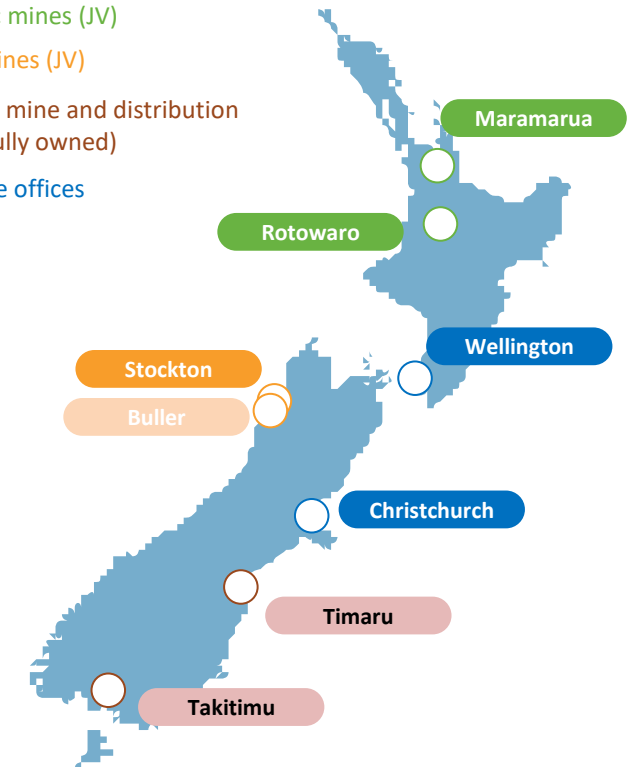 mines (JV)
ines (JV)
mine and distribution
ully owned)
e offices
Maramarua
Rotowaro
Wellington
Stockton
Buller
Christchurch
Timaru
Takitimu